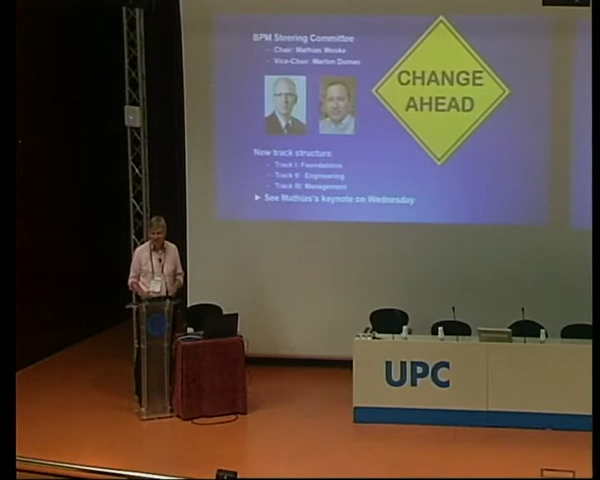 BPM Steering Committee
– Chair: Mathias Weske
– Vice-Chair: Marlon Dumas
CHANGE
AHEAD
New track structure
– Track I: Foundations
– Track II: Engineering
– Track III: Management
► See Mathias's keynote on Wednesday
UPC